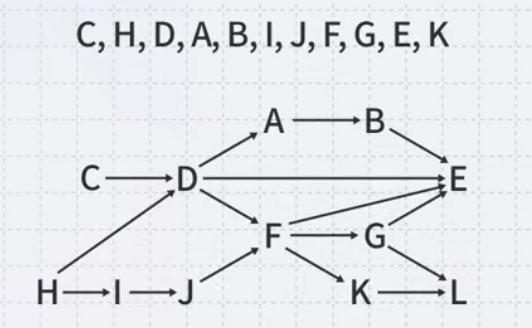 C, H, D, A, B, I, J, F, G, E, K
A B
C D E
F G
H I J K L